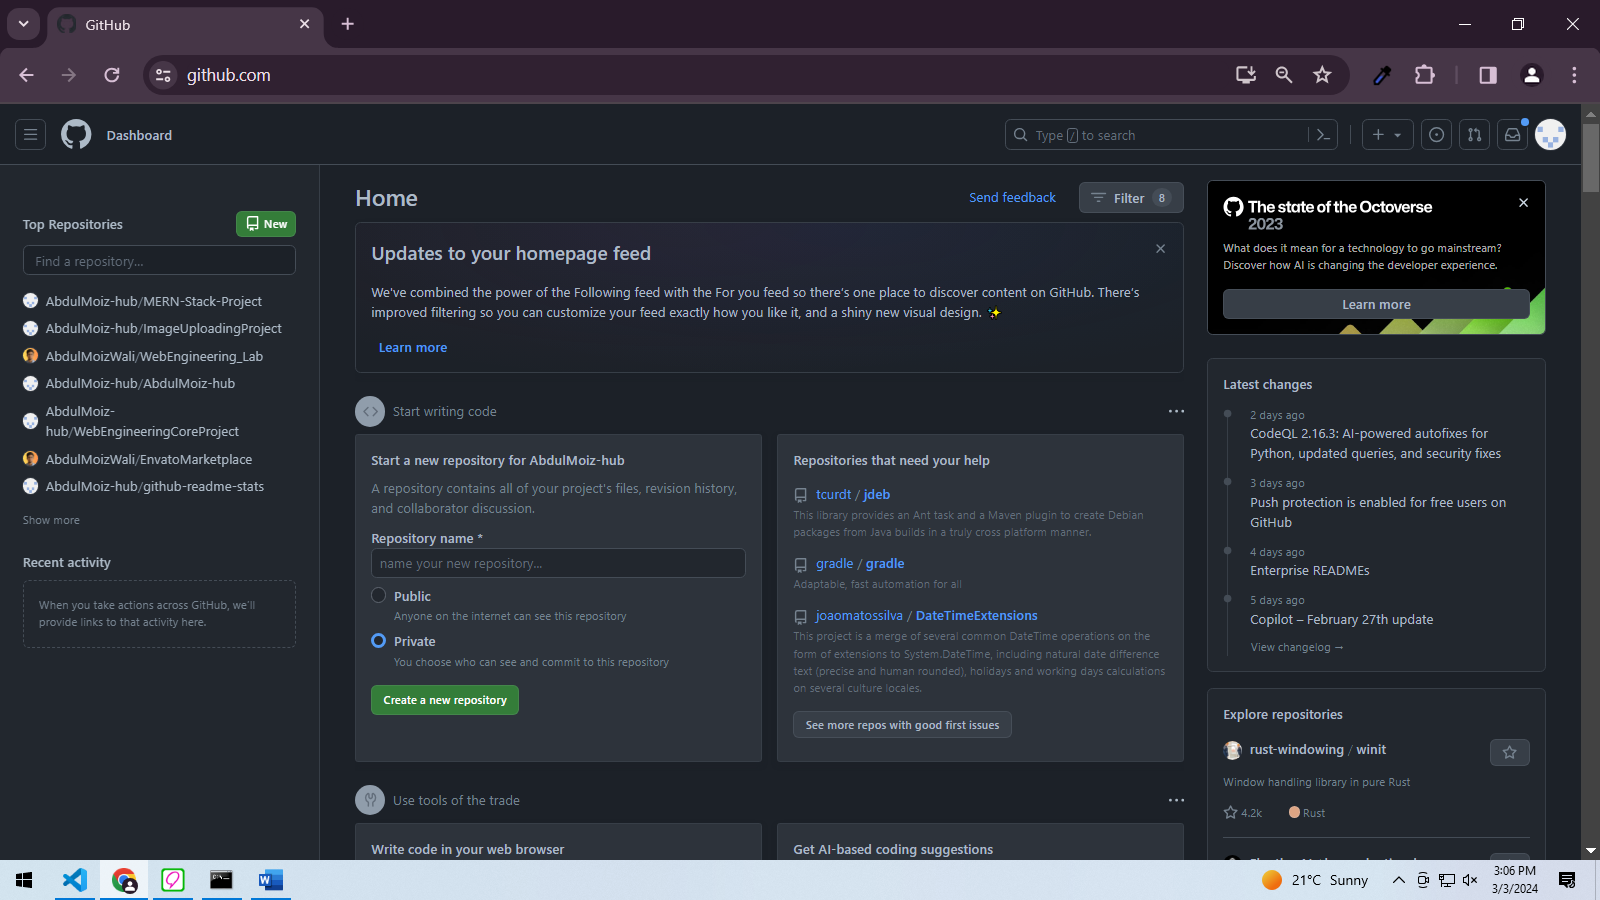 GitHub
github.com
Dashboard
Type / to search
Top Repositories
New
Find a repository...
AbdulMoiz-hub/MERN-Stack-Project
AbdulMoiz-hub/ImageUploadingProject
AbdulMoizWali/WebEngineering_Lab
AbdulMoiz-hub/AbdulMoiz-hub
AbdulMoiz-
hub/WebEngineeringCoreProject
AbdulMoizWali/EnvatoMarketplace
AbdulMoiz-hub/github-readme-stats
Show more
Recent activity
When you take actions across GitHub, we'll
provide links to that activity here.
Home
Send feedback
Filter 8
Updates to your homepage feed
We've combined the power of the Following feed with the For you feed so there's one place to discover content on GitHub. There's
improved filtering so you can customize your feed exactly how you like it, and a shiny new visual design. ✨
Learn more
Start writing code
Start a new repository for AbdulMoiz-hub
A repository contains all of your project's files, revision history,
and collaborator discussion.
Repository name *
name your new repository...
Public
Anyone on the internet can see this repository
Private
You choose who can see and commit to this repository
Create a new repository
Repositories that need your help
tcurdt / jdeb
This library provides an Ant task and a Maven plugin to create Debian
packages from Java builds in a truly cross platform manner.
gradle / gradle
Adaptable, fast automation for all
joaomatossilva / DateTimeExtensions
This project is a merge of several common DateTime operations on the
form of extensions to System.DateTime, including natural date difference
text (precise and human rounded), holidays and working days calculations
on several culture locales.
See more repos with good first issues
Use tools of the trade
Write code in your web browser
Get AI-based coding suggestions
The state of the Octoverse
2023
What does it mean for a technology to go mainstream?
Discover how AI is changing the developer experience.
Learn more
Latest changes
2 days ago
CodeQL 2.16.3: AI-powered autofixes for
Python, updated queries, and security fixes
3 days ago
Push protection is enabled for free users on
GitHub
4 days ago
Enterprise READMEs
5 days ago
Copilot – February 27th update
View changelog →
Explore repositories
rust-windowing / winit
Window handling library in pure Rust
4.2k
Rust
21°C Sunny
3:06 PM
3/3/2024